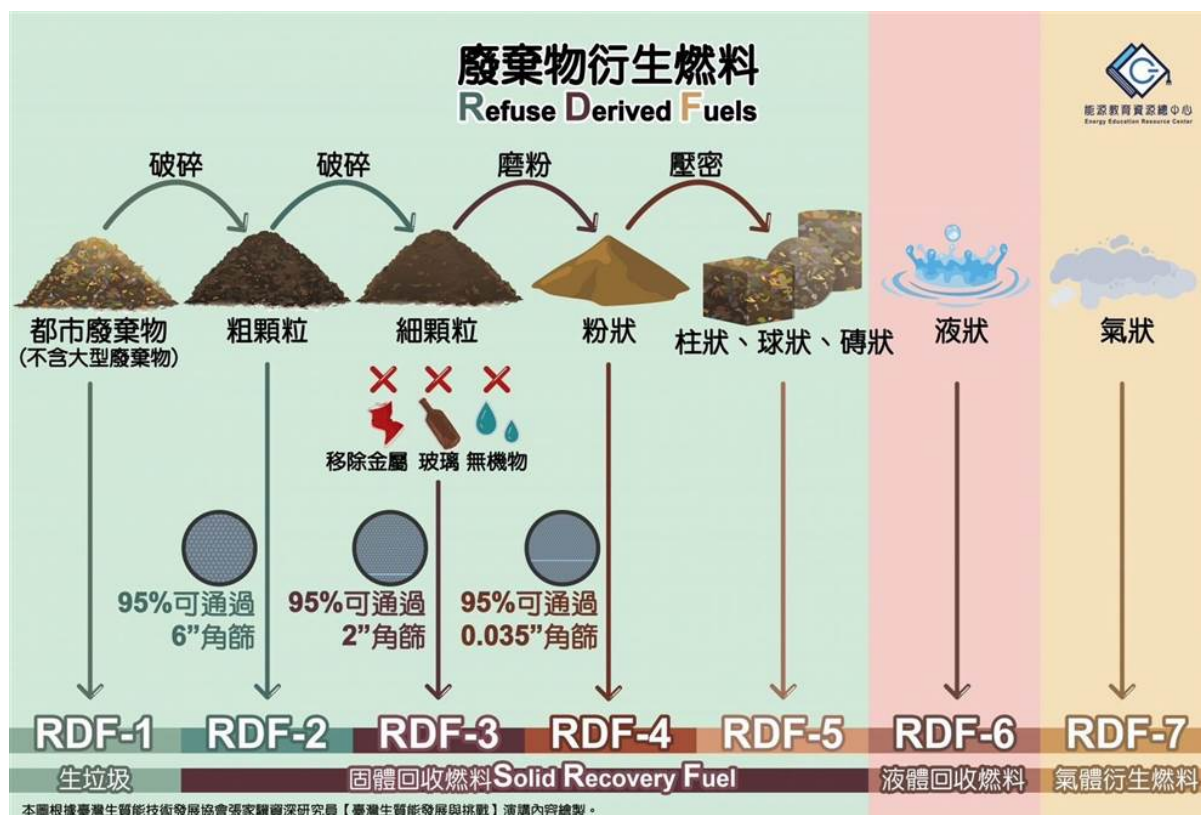 廢棄物衍生燃料
Refuse Derived Fuels
能源教育資源總中心
Energy Education Resource Center
破碎
破碎
磨粉
壓密
都市廢棄物
(不含大型廢棄物)
粗顆粒
細顆粒
粉狀
柱狀、球狀、磚狀
液狀
氣狀
移除金屬 玻璃 無機物
95%可通過
6”角篩
95%可通過
2”角篩
95%可通過
0.035”角篩
RDF-1
RDF-2
RDF-3
RDF-4
RDF-5
RDF-6
RDF-7
生垃圾
固體回收燃料Solid Recovery Fuel
液體回收燃料
氣體衍生燃料
本圖根據臺灣生質能技術發展協會張家驥資深研究員【臺灣生質能發展與挑戰】演講內容繪製。